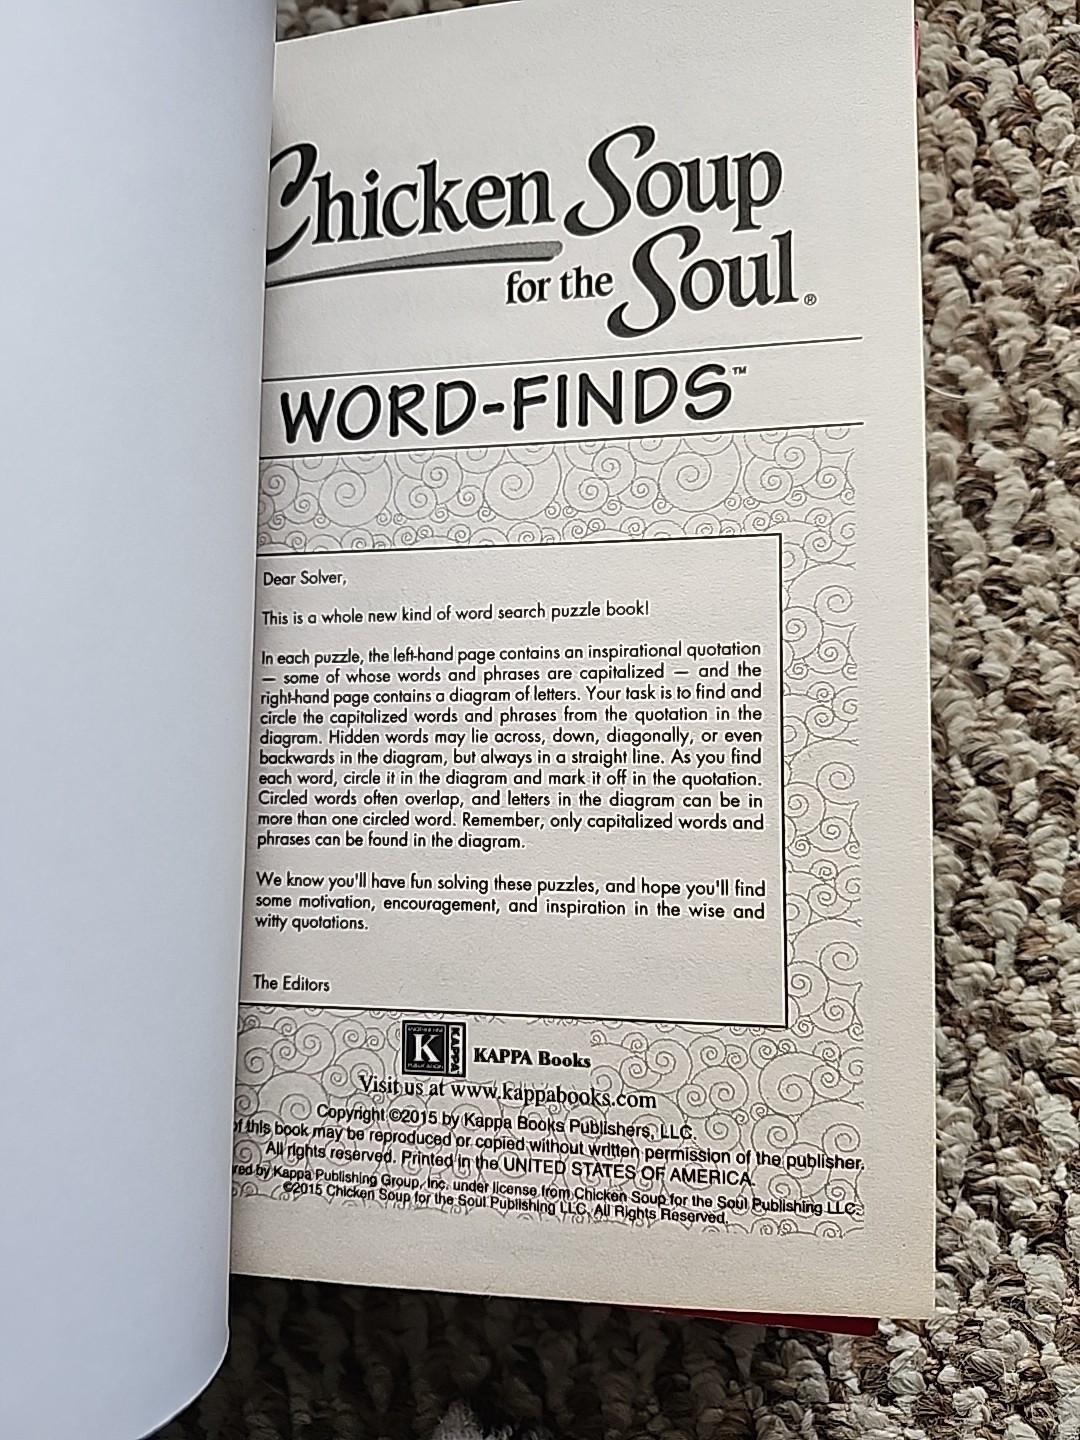 Chicken Soup
for the Soul®
WORD-FINDS™
Dear Solver,
This is a whole new kind of word search puzzle book!
In each puzzle, the left-hand page contains an inspirational quotation
— some of whose words and phrases are capitalized — and the
right-hand page contains a diagram of letters. Your task is to find and
circle the capitalized words and phrases from the quotation in the
diagram. Hidden words may lie across, down, diagonally, or even
backwards in the diagram, but always in a straight line. As you find
each word, circle it in the diagram and mark it off in the quotation.
Circled words often overlap, and letters in the diagram can be in
more than one circled word. Remember, only capitalized words and
phrases can be found in the diagram.
We know you'll have fun solving these puzzles, and hope you'll find
some motivation, encouragement, and inspiration in the wise and
witty quotations.
The Editors
K KAPPA
KAPPA Books
Visit us at www.kappabooks.com
Copyright ©2015 by Kappa Books Publishers, LLC.
of this book may be reproduced or copied without written permission of the publisher.
All rights reserved. Printed in the UNITED STATES OF AMERICA.
by Kappa Publishing Group, Inc. under license from Chicken Soup for the Soul Publishing LLC.
©2015 Chicken Soup for the Soul Publishing LLC. All Rights Reserved.